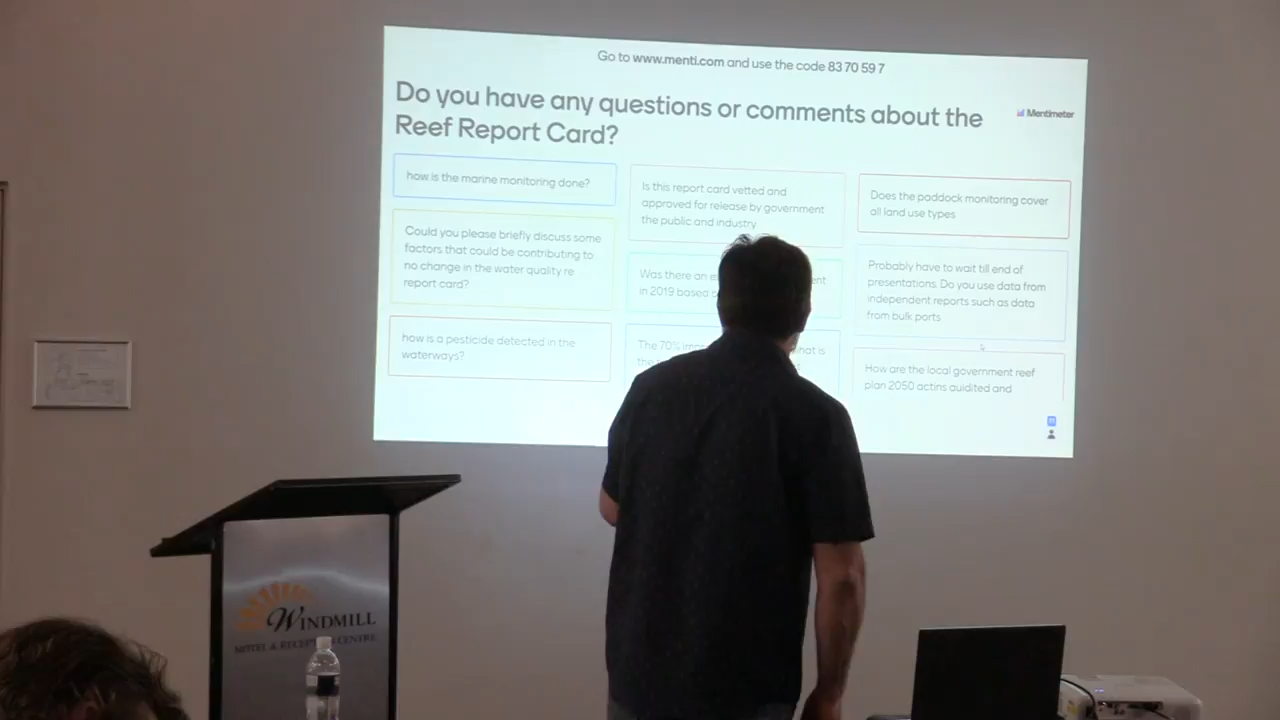 Go to www.menti.com and use the code 83 70 59 7
Do you have any questions or comments about the
Reef Report Card?
Mentimeter
how is the marine monitoring done?
Could you please briefly discuss some
factors that could be contributing to
no change in the water quality re
report card?
how is a pesticide detected in the
waterways?
Is this report card vetted and
approved for release by government
the public and industry
Was there an
in 2019 based
The 70%
hat is
the
Does the paddock monitoring cover
all land use types
Probably have to wait till end of
presentations. Do you use data from
independent reports such as data
from bulk ports
How are the local government reef
plan 2050 actins auidited and
WINDMILL
MOTEL & RECEPTION CENTRE